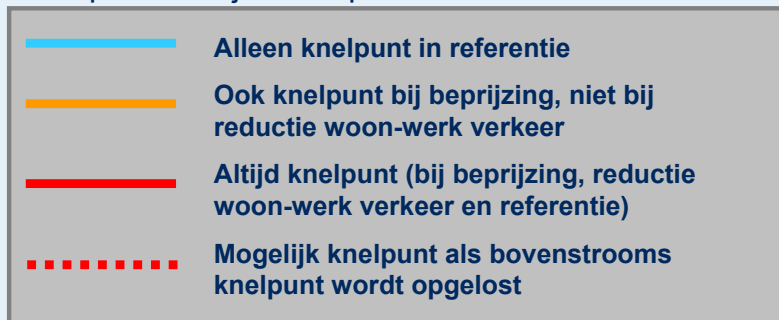 Alleen knelpunt in referentie
Ook knelpunt bij beprijzing, niet bij
reductie woon-werk verkeer
Altijd knelpunt (bij beprijzing, reductie
woon-werk verkeer en referentie)
Mogelijk knelpunt als bovenstrooms
knelpunt wordt opgelost